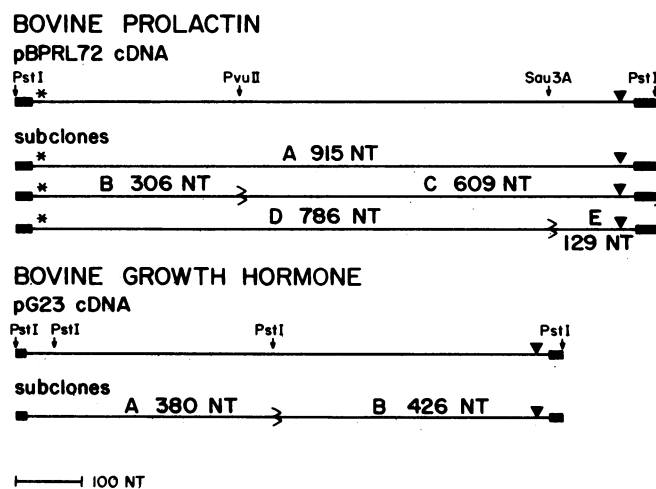 BOVINE PROLACTIN
pBPRL72 cDNA
PstI PvuII Sau3A PstI
* 
subclones
* A 915 NT
* B 306 NT C 609 NT
* D 786 NT E
129 NT
BOVINE GROWTH HORMONE
pG23 cDNA
PstI PstI PstI PstI
subclones
A 380 NT B 426 NT
100 NT